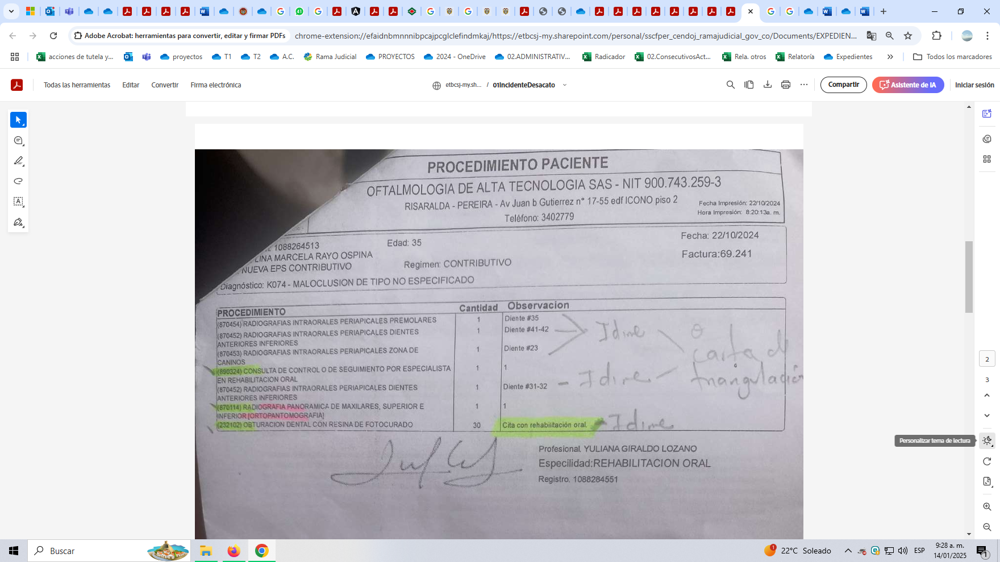 Adobe Acrobat: herramientas para convertir, editar y firmar PDFs
chrome-extension://efaidnbmnnnibpcajpcglclefindmkaj/https://etbcsj-my.sharepoint.com/personal/sscfper_cendoj_ramajudicial_gov_co/Documents/EXPEDIEN...
acciones de tutela y...
proyectos
T1
T2
A.C.
Rama Judicial
PROYECTOS
2024 - OneDrive
02.ADMINISTRATIV...
Radicador
02.ConsecutivosAct...
Rela. otros
Relatoría
Expedientes
Todos los marcadores
Todas las herramientas
Editar
Convertir
Firma electrónica
etbcsj-my.sh... / 01IncidenteDesacato
Compartir
Asistente de IA
Iniciar sesión
PROCEDIMIENTO PACIENTE
OFTALMOLOGIA DE ALTA TECNOLOGIA SAS - NIT 900.743.259-3
RISARALDA - PEREIRA - Av Juan b Gutierrez n° 17-55 edf ICONO piso 2
Fecha Impresión: 22/10/2024
Teléfono: 3402779
Hora Impresión: 8:20:13a. m.
1088264513
Edad: 35
Fecha: 22/10/2024
LINA MARCELA RAYO OSPINA
Factura:69.241
NUEVA EPS CONTRIBUTIVO
Regimen: CONTRIBUTIVO
Diagnóstico: K074 - MALOCLUSION DE TIPO NO ESPECIFICADO
PROCEDIMIENTO Cantidad Observacion
(870454) RADIOGRAFIAS INTRAORALES PERIAPICALES PREMOLARES 1 Diente #35
(870452) RADIOGRAFIAS INTRAORALES PERIAPICALES DIENTES 1 Diente #41-42
ANTERIORES INFERIORES
Idime
(870453) RADIOGRAFIAS INTRAORALES PERIAPICALES ZONA DE 1 Diente #23
CANINOS
carta d
(890324) CONSULTA DE CONTROL O DE SEGUIMIENTO POR ESPECIALISTA 1 1
EN REHABILITACION ORAL
Idime
triangulación
(870452) RADIOGRAFIAS INTRAORALES PERIAPICALES DIENTES 1 Diente #31-32
ANTERIORES INFERIORES
(870114) RADIOGRAFIA PANORAMICA DE MAXILARES, SUPERIOR E 1 1
INFERIOR [ORTOPANTOMOGRAFIA]
(232102) OBTURACION DENTAL CON RESINA DE FOTOCURADO 30 Cita con rehabilitación oral. - Idime
Profesional. YULIANA GIRALDO LOZANO
Especilidad:REHABILITACION ORAL
Registro. 1088284551
2
3
Personalizar tema de lectura
Buscar
22°C Soleado
ESP
9:28 a. m.
14/01/2025
1